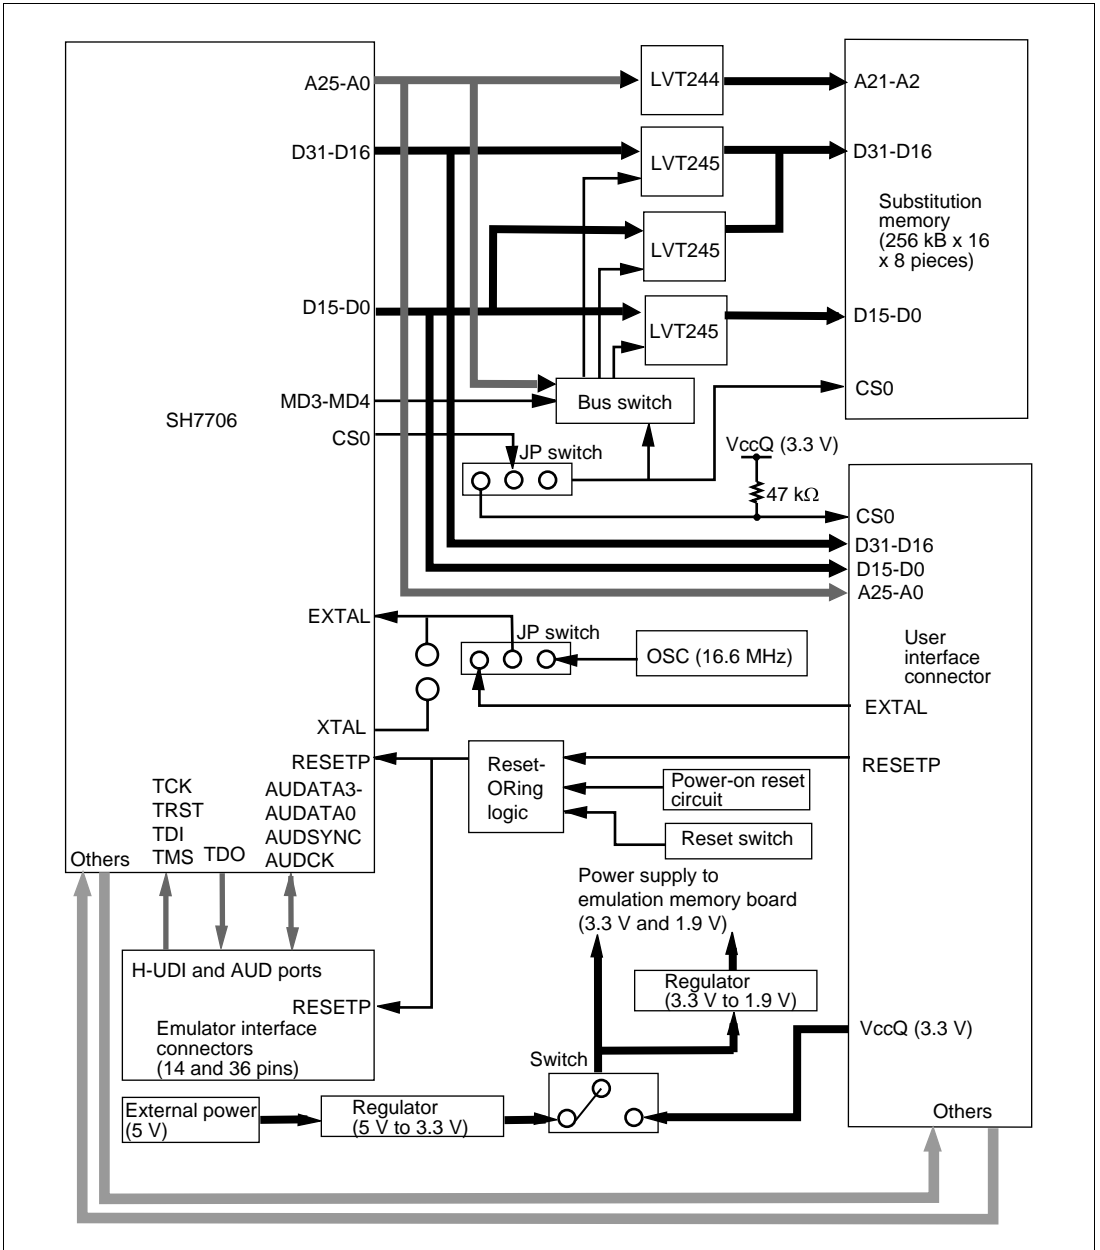 A25-A0
LVT244
A21-A2
D31-D16
LVT245
D31-D16
Substitution
memory
(256 kB x 16
x 8 pieces)
LVT245
D15-D0
LVT245
D15-D0
MD3-MD4
Bus switch
CS0
SH7706
CS0
JP switch
VccQ (3.3 V)
47 kΩ
CS0
D31-D16
D15-D0
A25-A0
EXTAL
JP switch
OSC (16.6 MHz)
User
interface
connector
EXTAL
XTAL
RESETP
Reset-
ORing
logic
RESETP
Power-on reset
circuit
Reset switch
TCK
TRST
TDI
TMS
TDO
AUDATA3-
AUDATA0
AUDSYNC
AUDCK
Others
Power supply to
emulation memory board
(3.3 V and 1.9 V)
H-UDI and AUD ports
RESETP
Emulator interface
connectors
(14 and 36 pins)
Regulator
(3.3 V to 1.9 V)
VccQ (3.3 V)
Switch
External power
(5 V)
Regulator
(5 V to 3.3 V)
Others